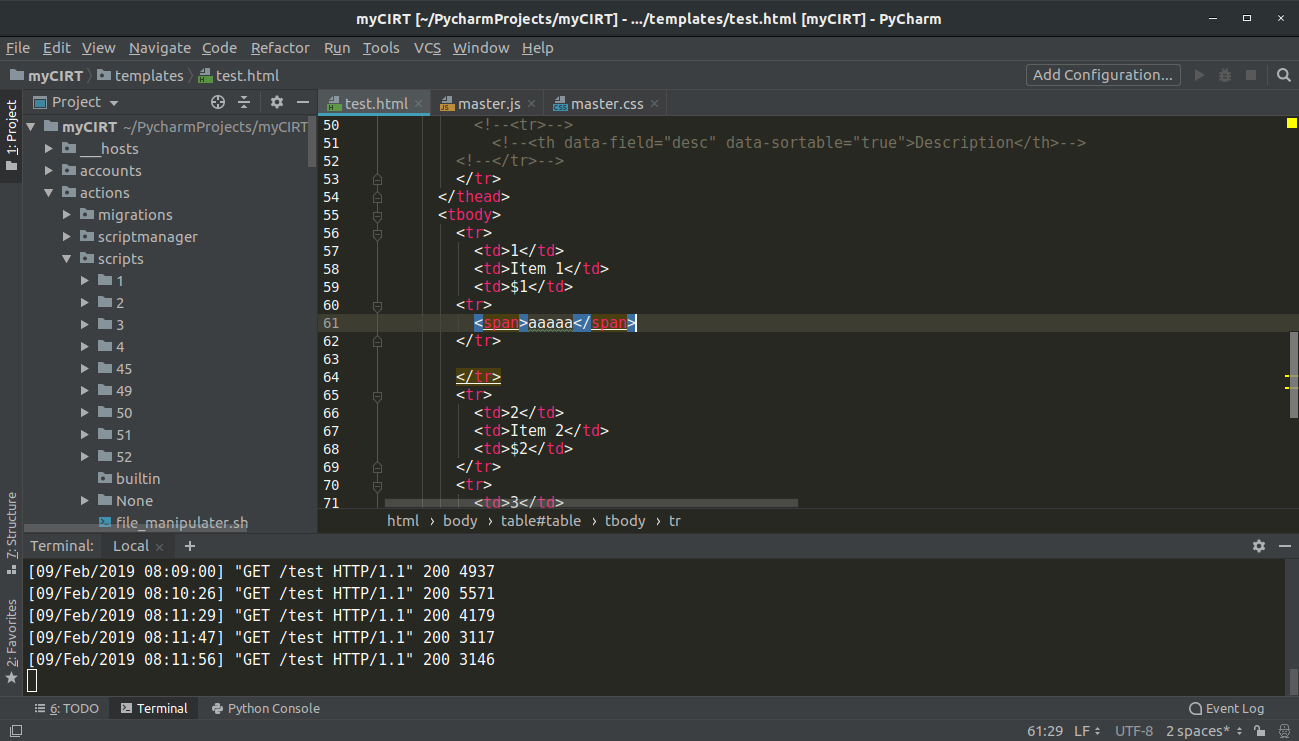 myCIRT [~/PycharmProjects/myCIRT] - .../templates/test.html [myCIRT] - PyCharm
File Edit View Navigate Code Refactor Run Tools VCS Window Help
myCIRT templates test.html Add Configuration...
1: Project
Project
myCIRT ~/PycharmProjects/myCIRT
___hosts
accounts
actions
migrations
scriptmanager
scripts
1
2
3
4
45
49
50
51
52
builtin
None
file_manipulater.sh
test.html master.js master.css
50 <!--<tr>-->
51 <!--<th data-field="desc" data-sortable="true">Description</th>-->
52 <!--</tr>-->
53 </tr>
54 </thead>
55 <tbody>
56 <tr>
57 <td>1</td>
58 <td>Item 1</td>
59 <td>$1</td>
60 <tr>
61 <span>aaaaa</span>
62 </tr>
63
64 </tr>
65 <tr>
66 <td>2</td>
67 <td>Item 2</td>
68 <td>$2</td>
69 </tr>
70 <tr>
71 <td>3</td>
html › body › table#table › tbody › tr
7: Structure
2: Favorites
Terminal: Local +
[09/Feb/2019 08:09:00] "GET /test HTTP/1.1" 200 4937
[09/Feb/2019 08:10:26] "GET /test HTTP/1.1" 200 5571
[09/Feb/2019 08:11:29] "GET /test HTTP/1.1" 200 4179
[09/Feb/2019 08:11:47] "GET /test HTTP/1.1" 200 3117
[09/Feb/2019 08:11:56] "GET /test HTTP/1.1" 200 3146
6: TODO Terminal Python Console Event Log
61:29 LF UTF-8 2 spaces*